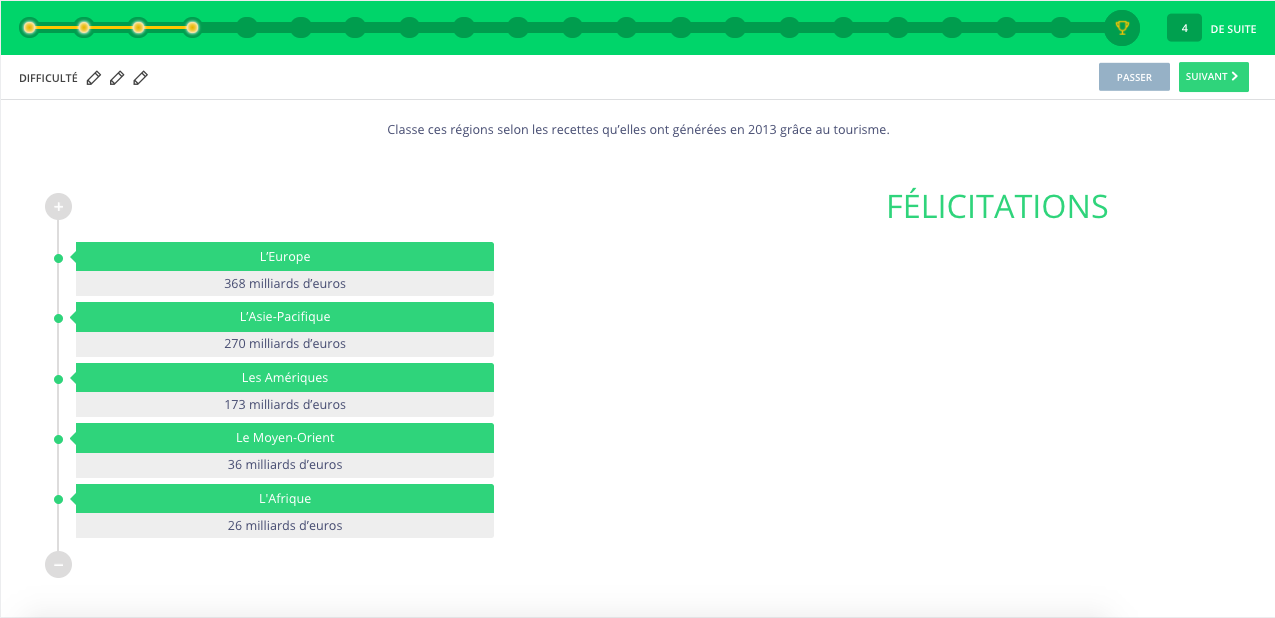 4 DE SUITE
DIFFICULTÉ
PASSER
SUIVANT
Classe ces régions selon les recettes qu’elles ont générées en 2013 grâce au tourisme.
FÉLICITATIONS
+
L’Europe
368 milliards d’euros
L’Asie-Pacifique
270 milliards d’euros
Les Amériques
173 milliards d’euros
Le Moyen-Orient
36 milliards d’euros
L’Afrique
26 milliards d’euros
−